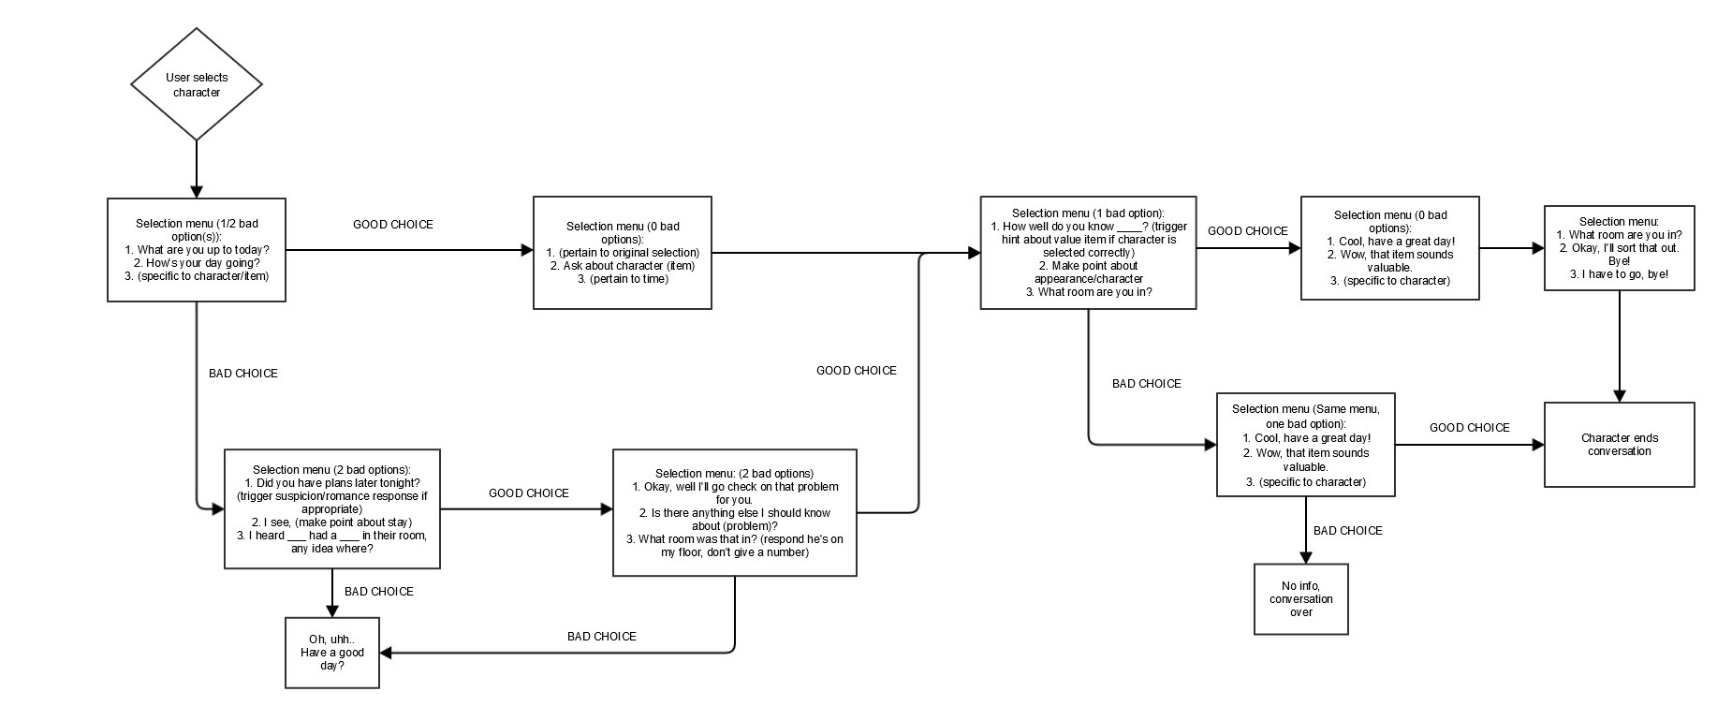 User selects
character
Selection menu (1/2 bad
option(s)):
1. What are you up to today?
2. How's your day going?
3. (specific to character/item)
GOOD CHOICE
Selection menu (0 bad
options):
1. (pertain to original selection)
2. Ask about character (item)
3. (pertain to time)
Selection menu (1 bad option):
1. How well do you know ____? (trigger
hint about value item if character is
selected correctly)
2. Make point about
appearance/character
3. What room are you in?
GOOD CHOICE
Selection menu (0 bad
options):
1. Cool, have a great day!
2. Wow, that item sounds
valuable.
3. (specific to character)
Selection menu:
1. What room are you in?
2. Okay, I'll sort that out.
Bye!
3. I have to go, bye!
BAD CHOICE
GOOD CHOICE
BAD CHOICE
Selection menu (Same menu,
one bad option):
1. Cool, have a great day!
2. Wow, that item sounds
valuable.
3. (specific to character)
GOOD CHOICE
Character ends
conversation
Selection menu (2 bad options):
1. Did you have plans later tonight?
(trigger suspicion/romance response if
appropriate)
2. I see, (make point about stay)
3. I heard ___ had a ___ in their room,
any idea where?
GOOD CHOICE
Selection menu: (2 bad options)
1. Okay, well I'll go check on that problem
for you.
2. Is there anything else I should know
about (problem)?
3. What room was that in? (respond he's on
my floor, don't give a number)
BAD CHOICE
No info,
conversation
over
BAD CHOICE
Oh, uhh..
Have a good
day?
BAD CHOICE